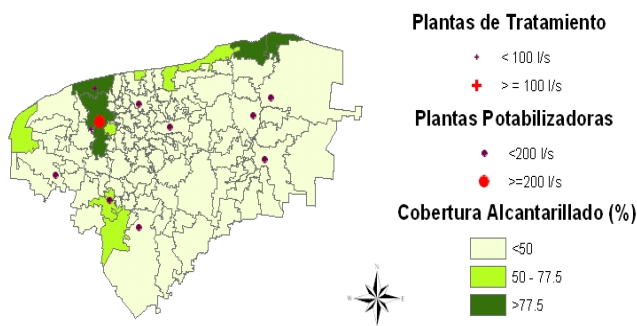 Plantas de Tratamiento
< 100 l/s
> = 100 l/s
Plantas Potabilizadoras
<200 l/s
>=200 l/s
Cobertura Alcantarillado (%)
<50
50 - 77.5
>77.5
N
W E
S